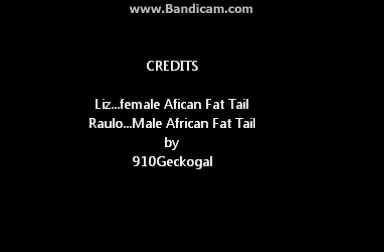 www.Bandicam.com
CREDITS
Liz...female Afican Fat Tail
Raulo...Male African Fat Tail
by
910Geckogal